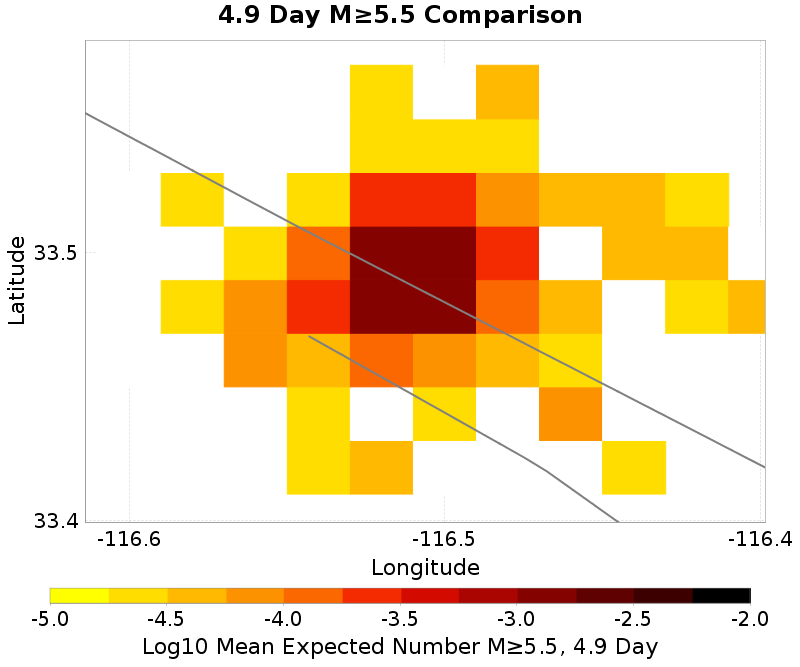 4.9 Day M≥5.5 Comparison
Latitude
33.5
33.4
-116.6 -116.5 -116.4
Longitude
-5.0 -4.5 -4.0 -3.5 -3.0 -2.5 -2.0
Log10 Mean Expected Number M≥5.5, 4.9 Day